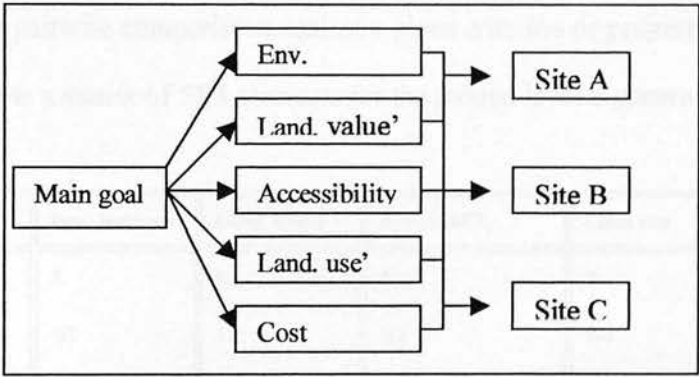 Main goal
Env.
Land. value'
Accessibility
Land. use'
Cost
Site A
Site B
Site C